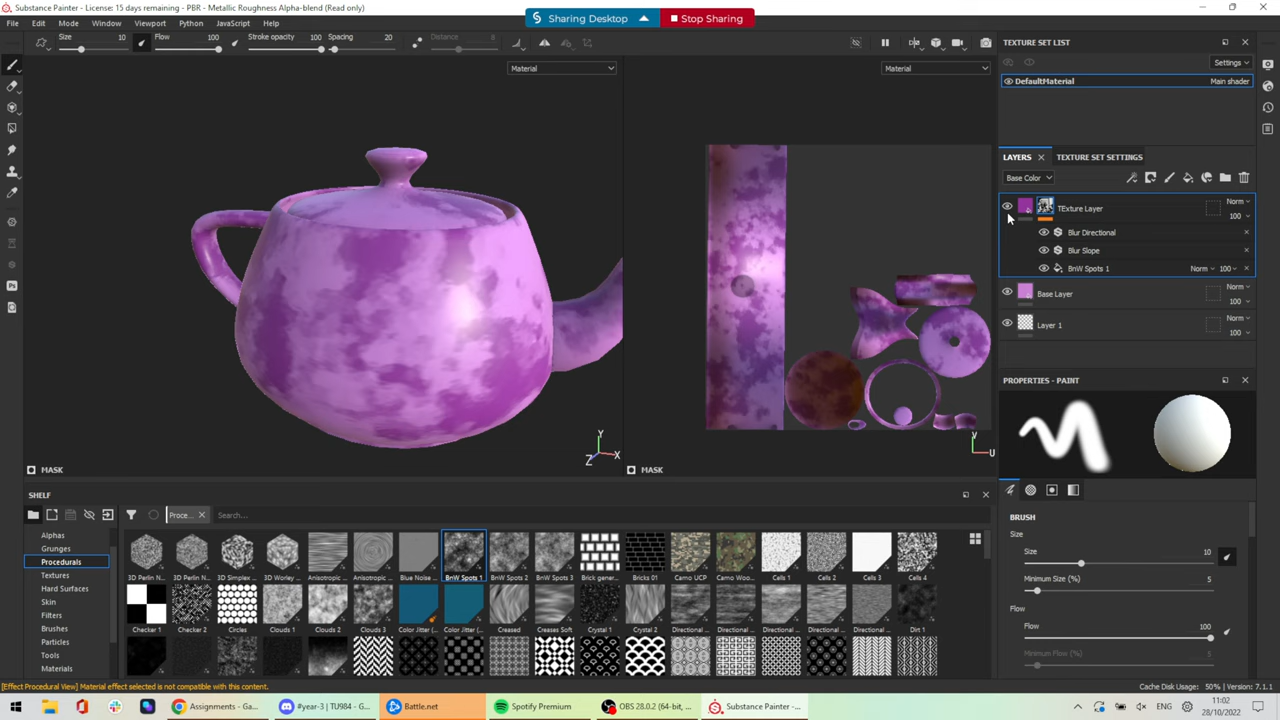 Substance Painter - License: 15 days remaining - PBR - Metallic Roughness Alpha-blend (Read only)
Sharing Desktop
Stop Sharing
File Edit Mode Window Viewport Python JavaScript Help
Size 10 Flow 100 Stroke opacity 100 Spacing 20 Distance 8
Material
Material
TEXTURE SET LIST
Settings
DefaultMaterial Main shader
LAYERS TEXTURE SET SETTINGS
Base Color
TExture Layer Norm 100
Blur Directional
Blur Slope
BnW Spots 1 Norm 100
Base Layer Norm 100
Layer 1 Norm 100
PROPERTIES - PAINT
Y
Z X
V
U
MASK
MASK
SHELF
Proce...
Search...
Alphas
Grunges
Procedurals
Textures
Hard Surfaces
Skin
Filters
Brushes
Particles
Tools
Materials
3D Perlin N... 3D Perlin N... 3D Simplex ... 3D Worley ... Anisotropic ... Anisotropic ... Blue Noise ... BnW Spots 1 BnW Spots 2 BnW Spots 3 Brick gener... Bricks 01 Camo UCP Camo Woo... Cells 1 Cells 2 Cells 3 Cells 4
Checker 1 Checker 2 Circles Clouds 1 Clouds 2 Clouds 3 Color Jitter (... Color Jitter (... Creased Creases Soft Crystal 1 Crystal 2 Directional ... Directional ... Directional ... Directional ... Directional ... Dirt 1
BRUSH
Size
Size 10
Minimum Size (%) 5
Flow
Flow 100
Minimum Flow (%) 5
[Effect Procedural View] Material effect selected is not compatible with this content.
Cache Disk Usage: 50% | Version: 7.1.1
Assignments - Ga...
#year-3 | TU984 - G...
Battle.net
Spotify Premium
OBS 28.0.2 (64-bit, ...
Substance Painter -...
ENG
11:02
28/10/2022